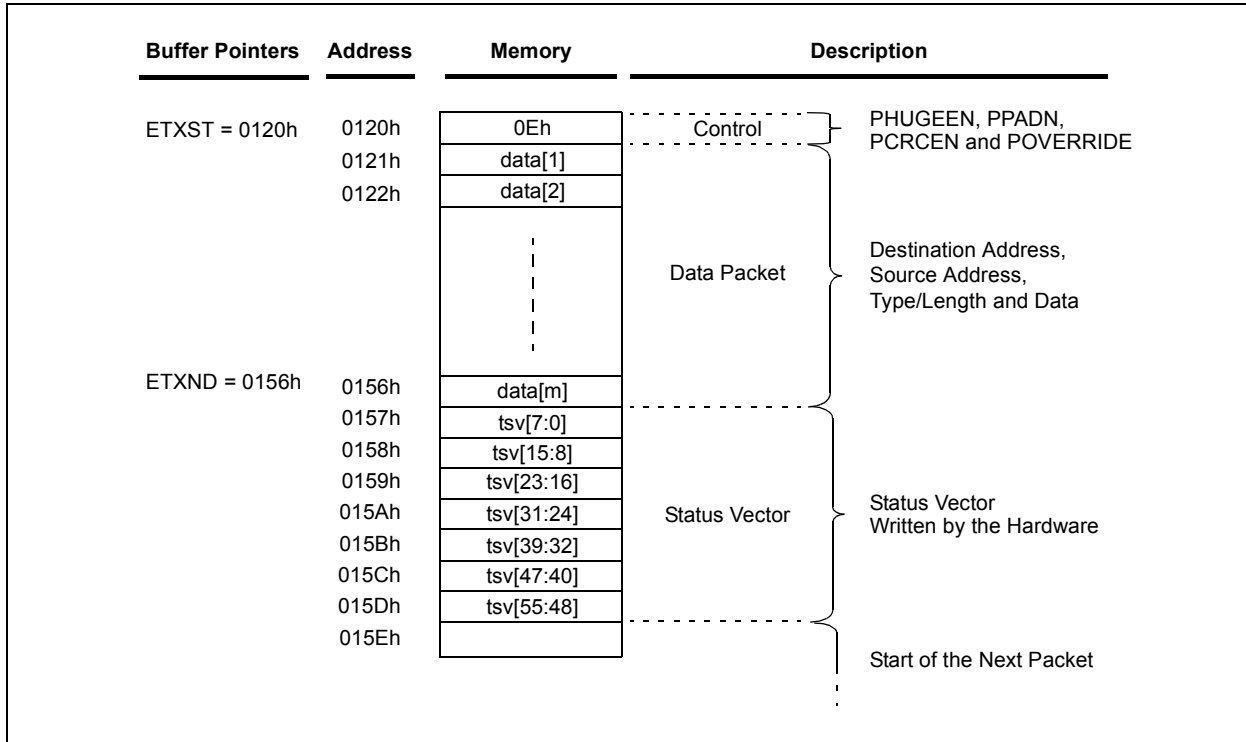 Buffer Pointers Address Memory Description
ETXST = 0120h 0120h 0Eh Control PHUGEEN, PPADN,
PCRCEN and POVERRIDE
0121h data[1]
0122h data[2]
Data Packet
Destination Address,
Source Address,
Type/Length and Data
ETXND = 0156h 0156h data[m]
0157h tsv[7:0]
0158h tsv[15:8]
0159h tsv[23:16]
015Ah tsv[31:24] Status Vector Status Vector
Written by the Hardware
015Bh tsv[39:32]
015Ch tsv[47:40]
015Dh tsv[55:48]
015Eh
Start of the Next Packet